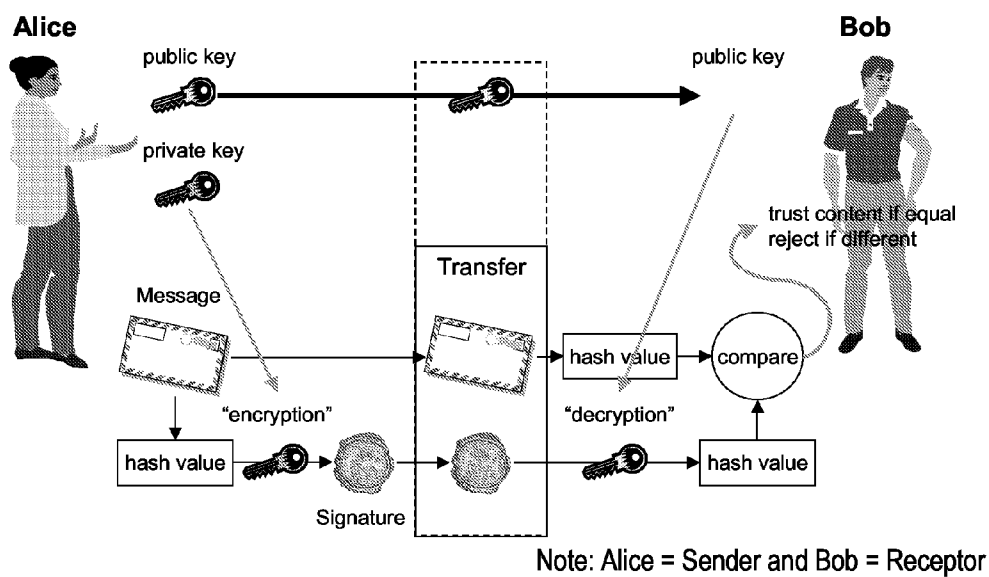 Alice
Bob
public key
public key
private key
trust content if equal
reject if different
Transfer
Message
hash value
compare
“encryption”
“decryption”
hash value
hash value
Signature
Note: Alice = Sender and Bob = Receptor